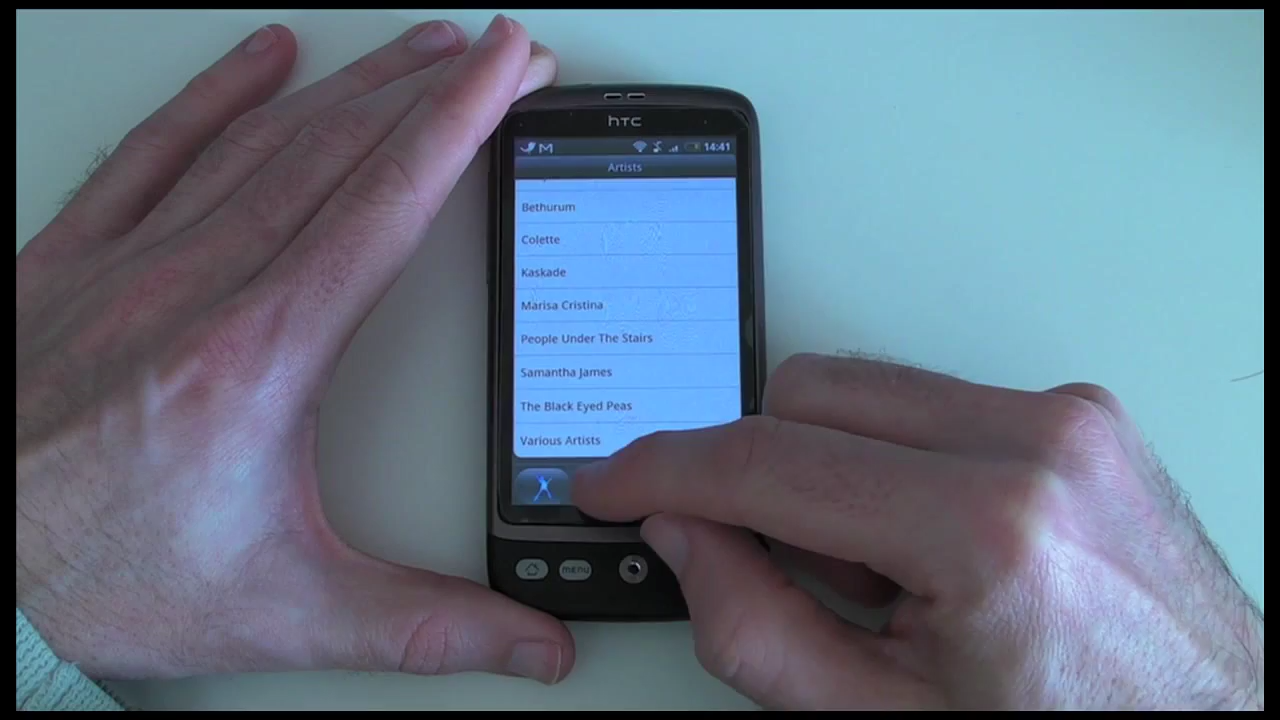 hTC
14:41
Artists
Bethurum
Colette
Kaskade
Marisa Cristina
People Under The Stairs
Samantha James
The Black Eyed Peas
Various Artists
menu